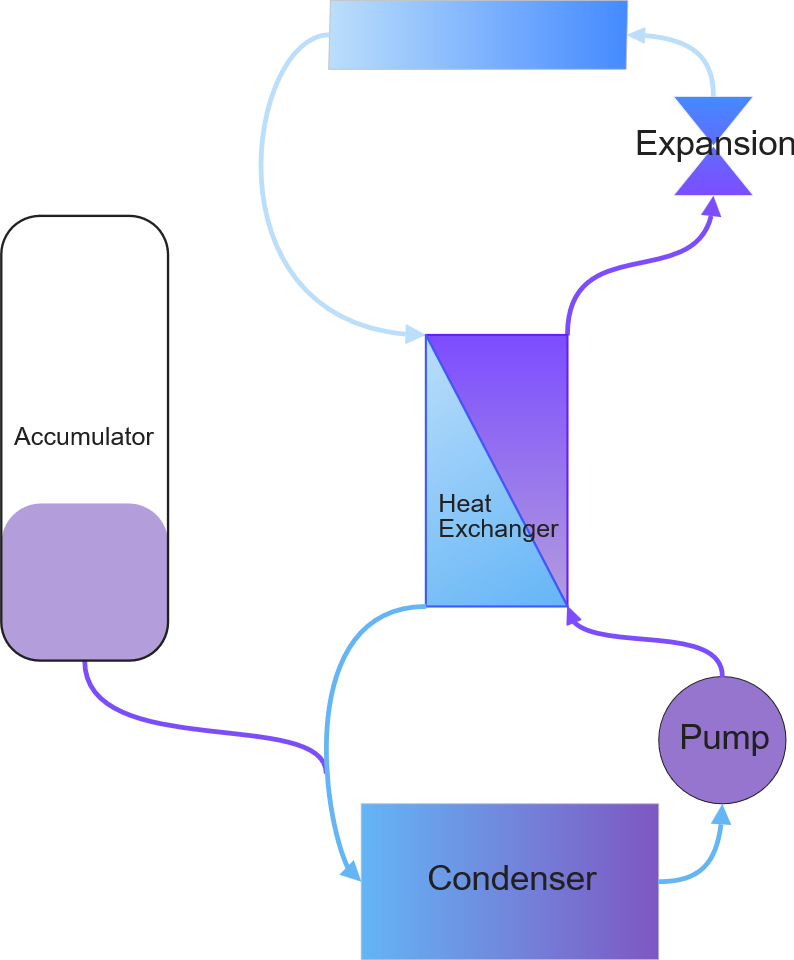 Expansion
Accumulator
Heat
Exchanger
Pump
Condenser